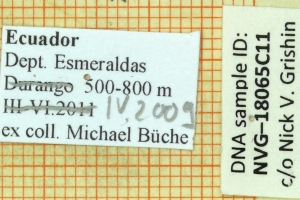 Ecuador
Dept. Esmeraldas
Durango 500-800 m
III-VI.2011 IV.2009
ex coll. Michael Büche
DNA sample ID:
NVG-18065C11
c/o Nick V. Grishin